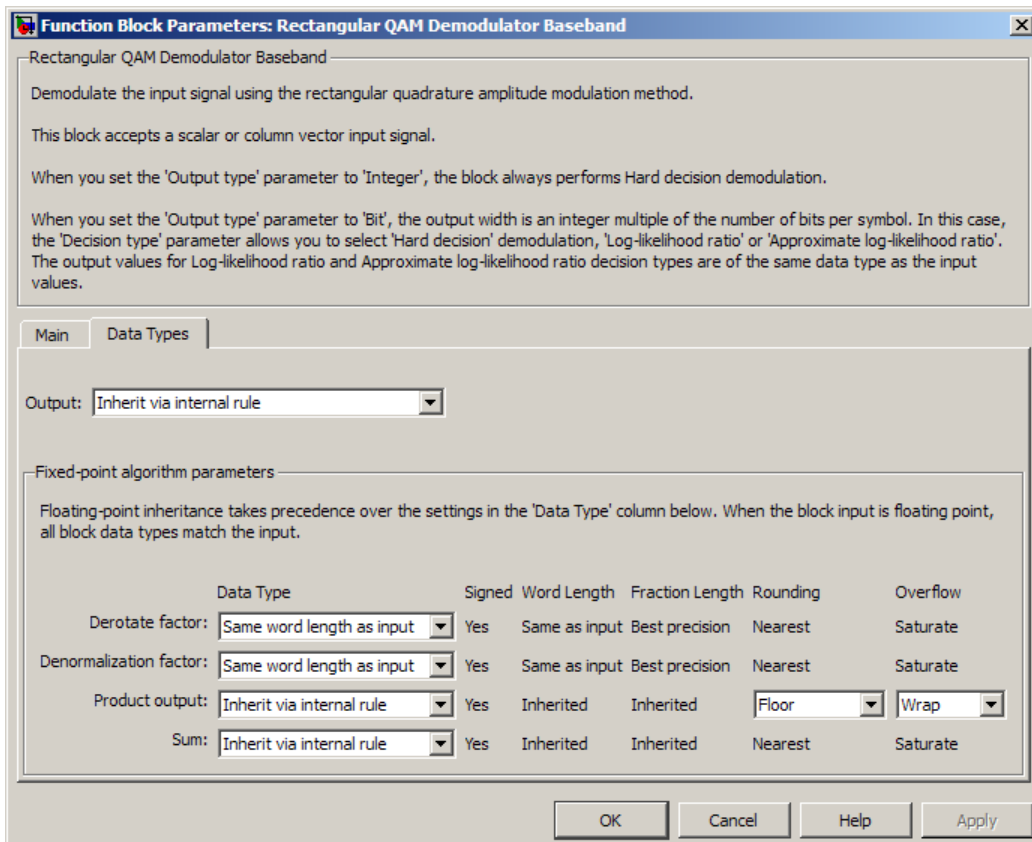 Function Block Parameters: Rectangular QAM Demodulator Baseband
Rectangular QAM Demodulator Baseband
Demodulate the input signal using the rectangular quadrature amplitude modulation method.
This block accepts a scalar or column vector input signal.
When you set the 'Output type' parameter to 'Integer', the block always performs Hard decision demodulation.
When you set the 'Output type' parameter to 'Bit', the output width is an integer multiple of the number of bits per symbol. In this case,
the 'Decision type' parameter allows you to select 'Hard decision' demodulation, 'Log-likelihood ratio' or 'Approximate log-likelihood ratio'.
The output values for Log-likelihood ratio and Approximate log-likelihood ratio decision types are of the same data type as the input
values.
Main Data Types
Output: Inherit via internal rule
Fixed-point algorithm parameters
Floating-point inheritance takes precedence over the settings in the 'Data Type' column below. When the block input is floating point,
all block data types match the input.
Data Type Signed Word Length Fraction Length Rounding Overflow
Derotate factor: Same word length as input Yes Same as input Best precision Nearest Saturate
Denormalization factor: Same word length as input Yes Same as input Best precision Nearest Saturate
Product output: Inherit via internal rule Yes Inherited Inherited Floor Wrap
Sum: Inherit via internal rule Yes Inherited Inherited Nearest Saturate
OK Cancel Help Apply